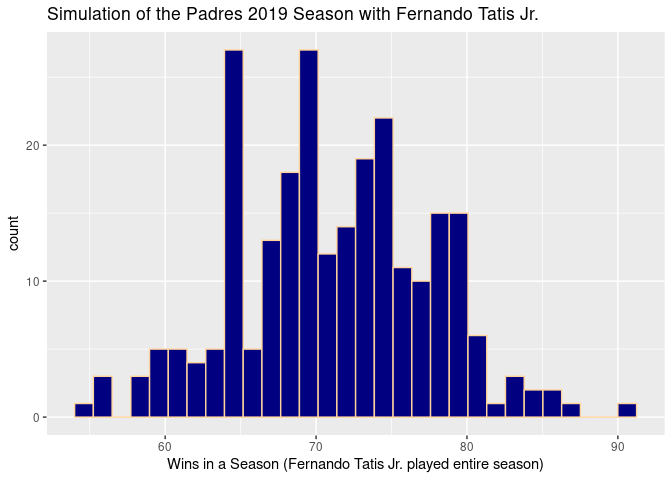 Simulation of the Padres 2019 Season with Fernando Tatis Jr.
count
20
10
0
60
70
80
90
Wins in a Season (Fernando Tatis Jr. played entire season)